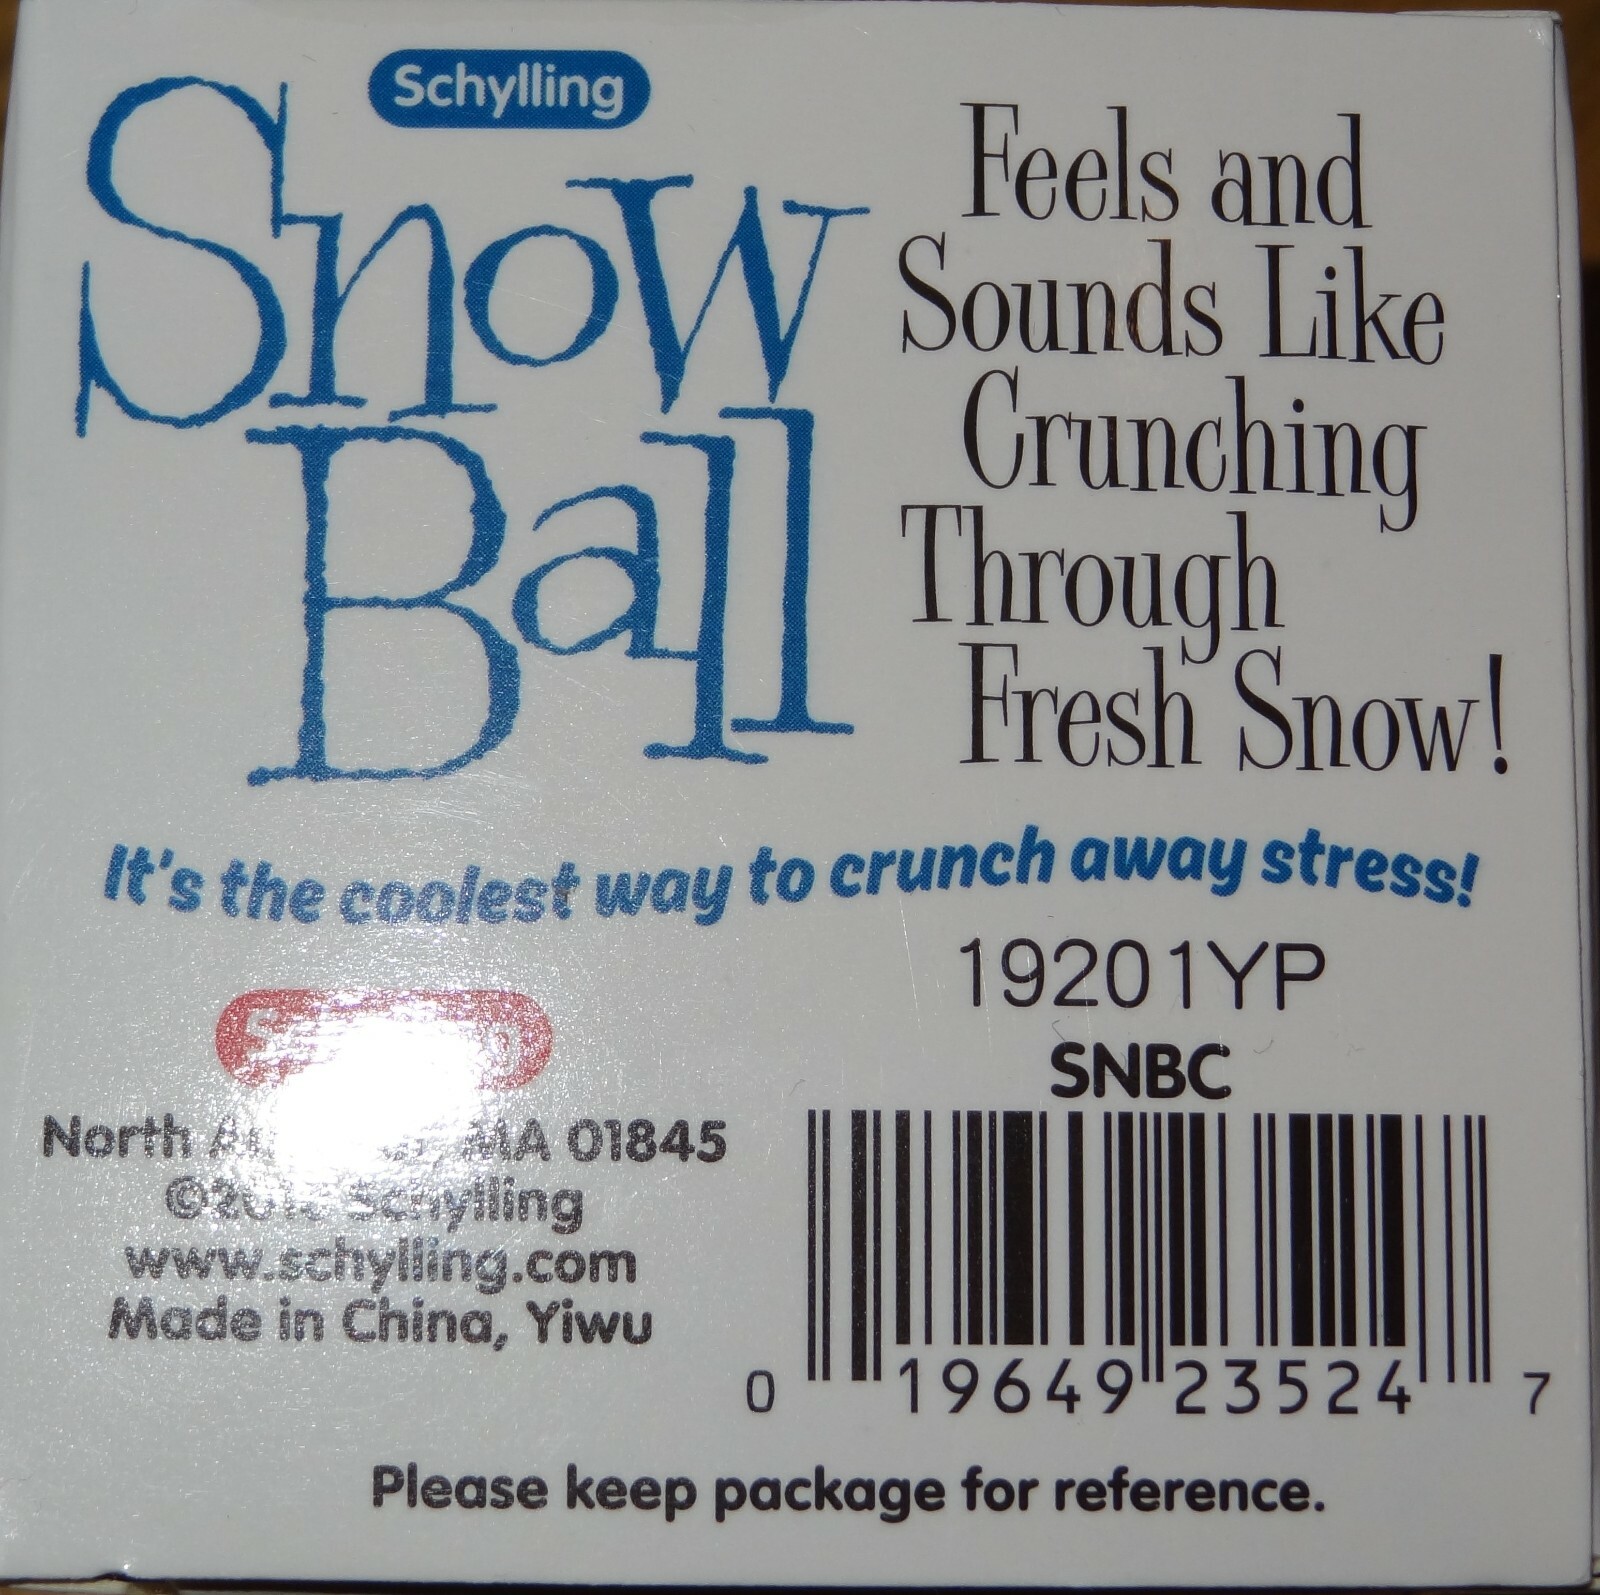 Schylling
Snow
Ball
Feels and
Sounds Like
Crunching
Through
Fresh Snow!
It's the coolest way to crunch away stress!
19201YP
SNBC
North MA 01845
Schylling
www.schylling.com
Made in China, Yiwu
0 19649 23524 7
Please keep package for reference.